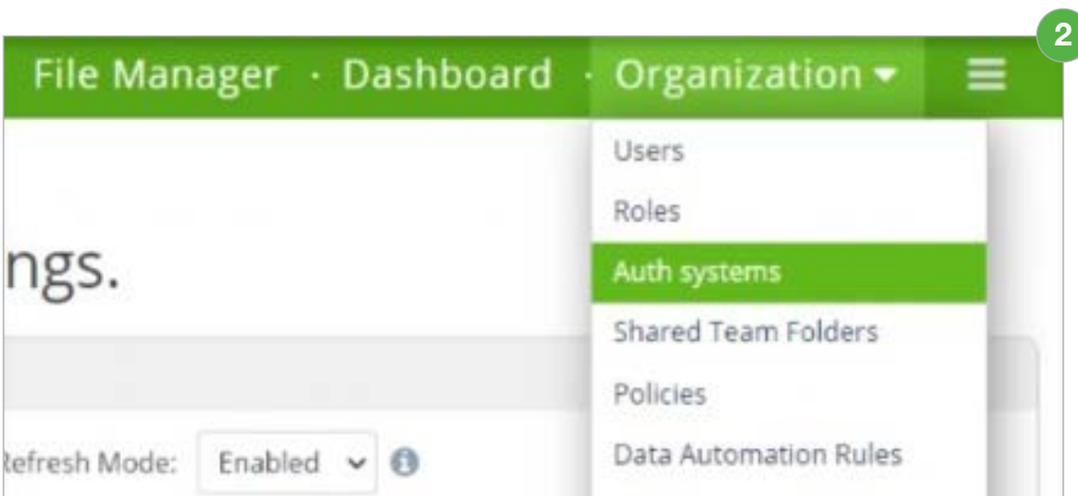 2
File Manager · Dashboard · Organization
Users
Roles
ngs.
Auth systems
Shared Team Folders
Policies
Refresh Mode: Enabled
Data Automation Rules